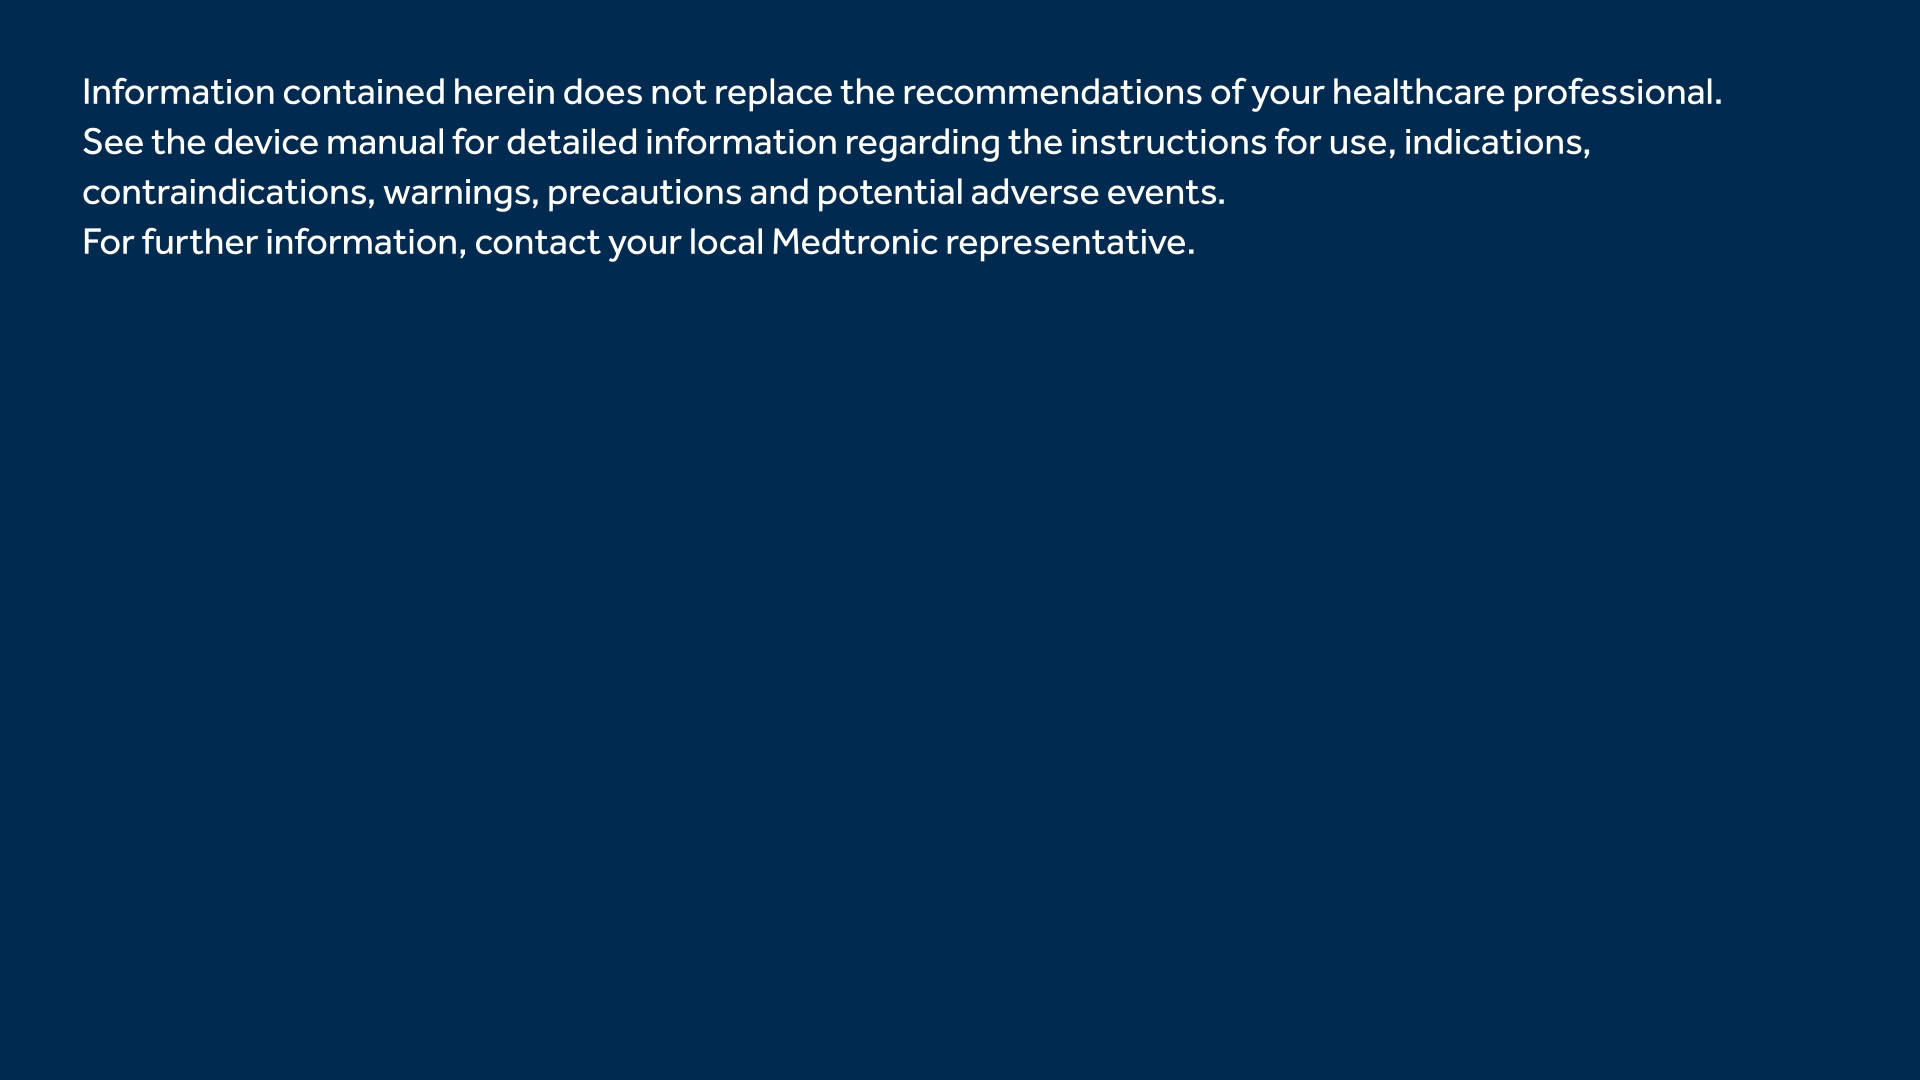 Information contained herein does not replace the recommendations of your healthcare professional.
See the device manual for detailed information regarding the instructions for use, indications,
contraindications, warnings, precautions and potential adverse events.
For further information, contact your local Medtronic representative.